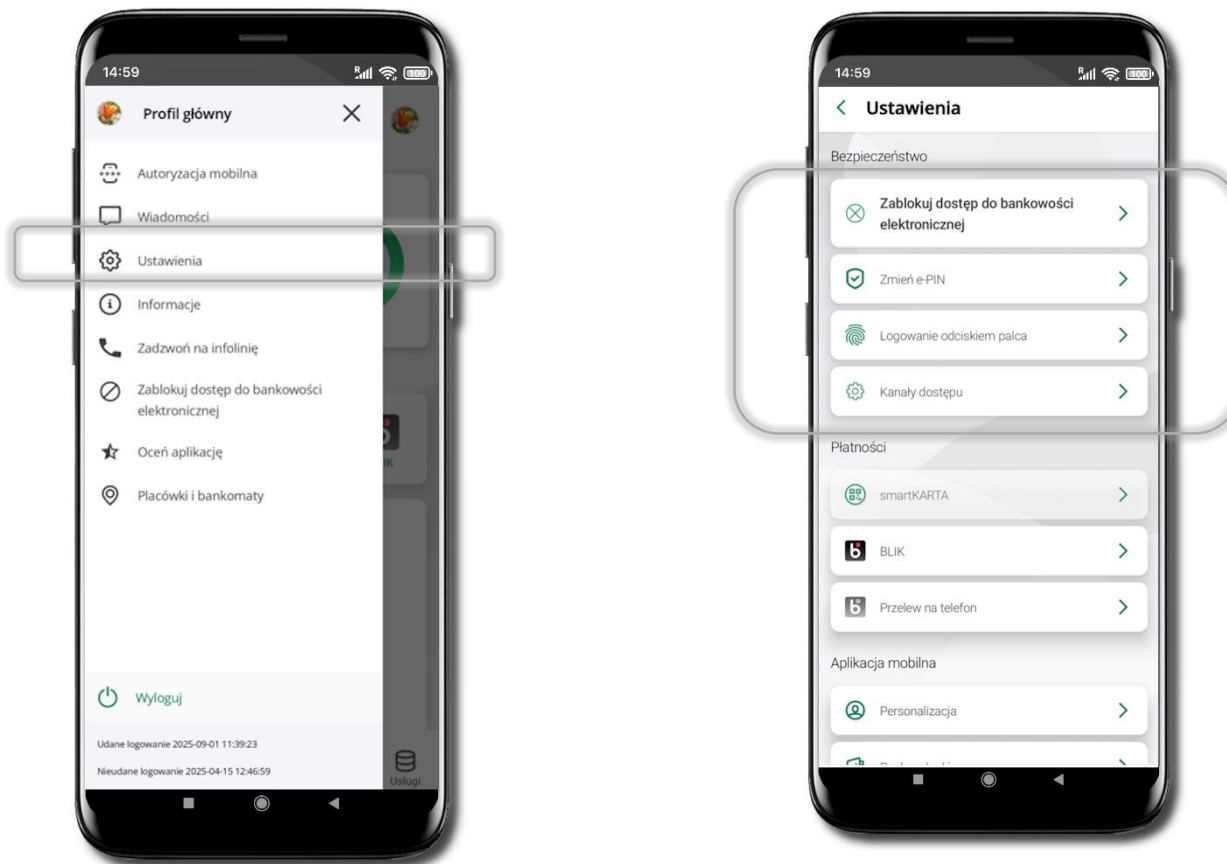 14:59
Profil główny
Autoryzacja mobilna
Wiadomości
Ustawienia
Informacje
Zadzwoń na infolinię
Zablokuj dostęp do bankowości
elektronicznej
Oceń aplikację
Placówki i bankomaty
Wyloguj
Udane logowanie 2025-09-01 11:39:23
Nieudane logowanie 2025-04-15 12:46:59
Usługi
14:59
Ustawienia
Bezpieczeństwo
Zablokuj dostęp do bankowości
elektronicznej
Zmień e-PIN
Logowanie odciskiem palca
Kanały dostępu
Płatności
smartKARTA
BLIK
Przelew na telefon
Aplikacja mobilna
Personalizacja